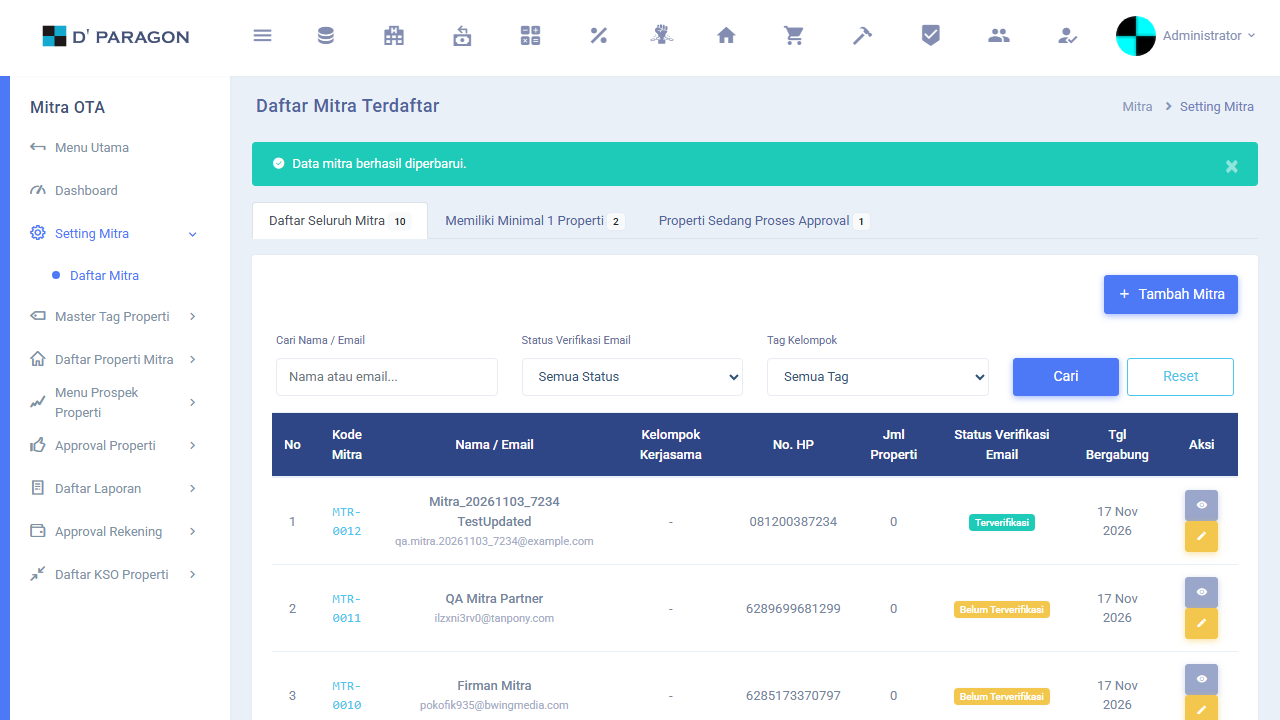 D' PARAGON
Administrator
Mitra OTA
Menu Utama
Dashboard
Setting Mitra
Daftar Mitra
Master Tag Properti
Daftar Properti Mitra
Menu Prospek
Properti
Approval Properti
Daftar Laporan
Approval Rekening
Daftar KSO Properti
Daftar Mitra Terdaftar
Mitra > Setting Mitra
Data mitra berhasil diperbarui.
×
Daftar Seluruh Mitra 10 Memiliki Minimal 1 Properti 2 Properti Sedang Proses Approval 1
+ Tambah Mitra
Cari Nama / Email Status Verifikasi Email Tag Kelompok
Nama atau email... Semua Status Semua Tag Cari Reset
No Kode Mitra Nama / Email Kelompok Kerjasama No. HP Jml Properti Status Verifikasi Email Tgl Bergabung Aksi
1 MTR-0012 Mitra_20261103_7234 TestUpdated qa.mitra.20261103_7234@example.com - 081200387234 0 Terverifikasi 17 Nov 2026
2 MTR-0011 QA Mitra Partner ilzxni3rv0@tanpony.com - 6289699681299 0 Belum Terverifikasi 17 Nov 2026
3 MTR-0010 Firman Mitra pokofik935@bwingmedia.com - 6285173370797 0 Belum Terverifikasi 17 Nov 2026